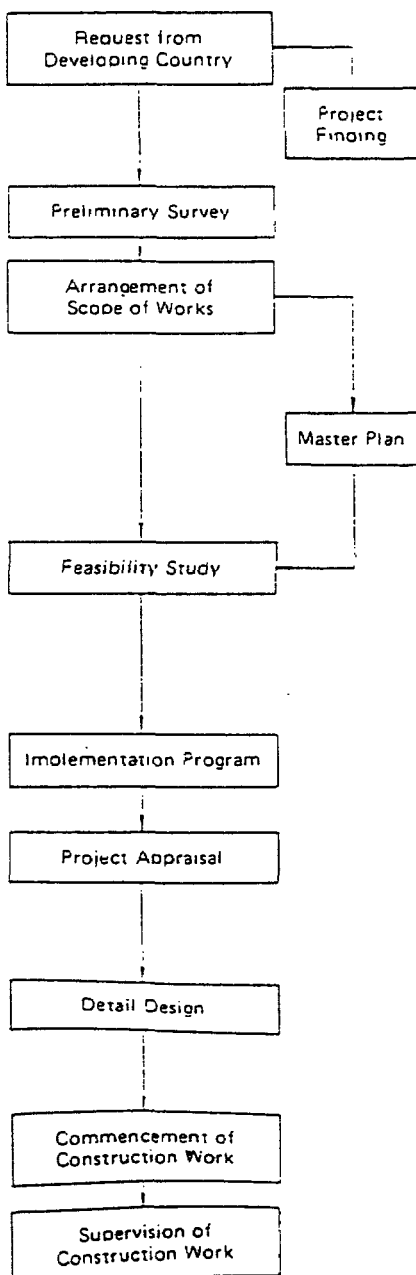 Request from
Developing Country
Project
Finding
Preliminary Survey
Arrangement of
Scope of Works
Master Plan
Feasibility Study
Implementation Program
Project Appraisal
Detail Design
Commencement of
Construction Work
Supervision of
Construction Work